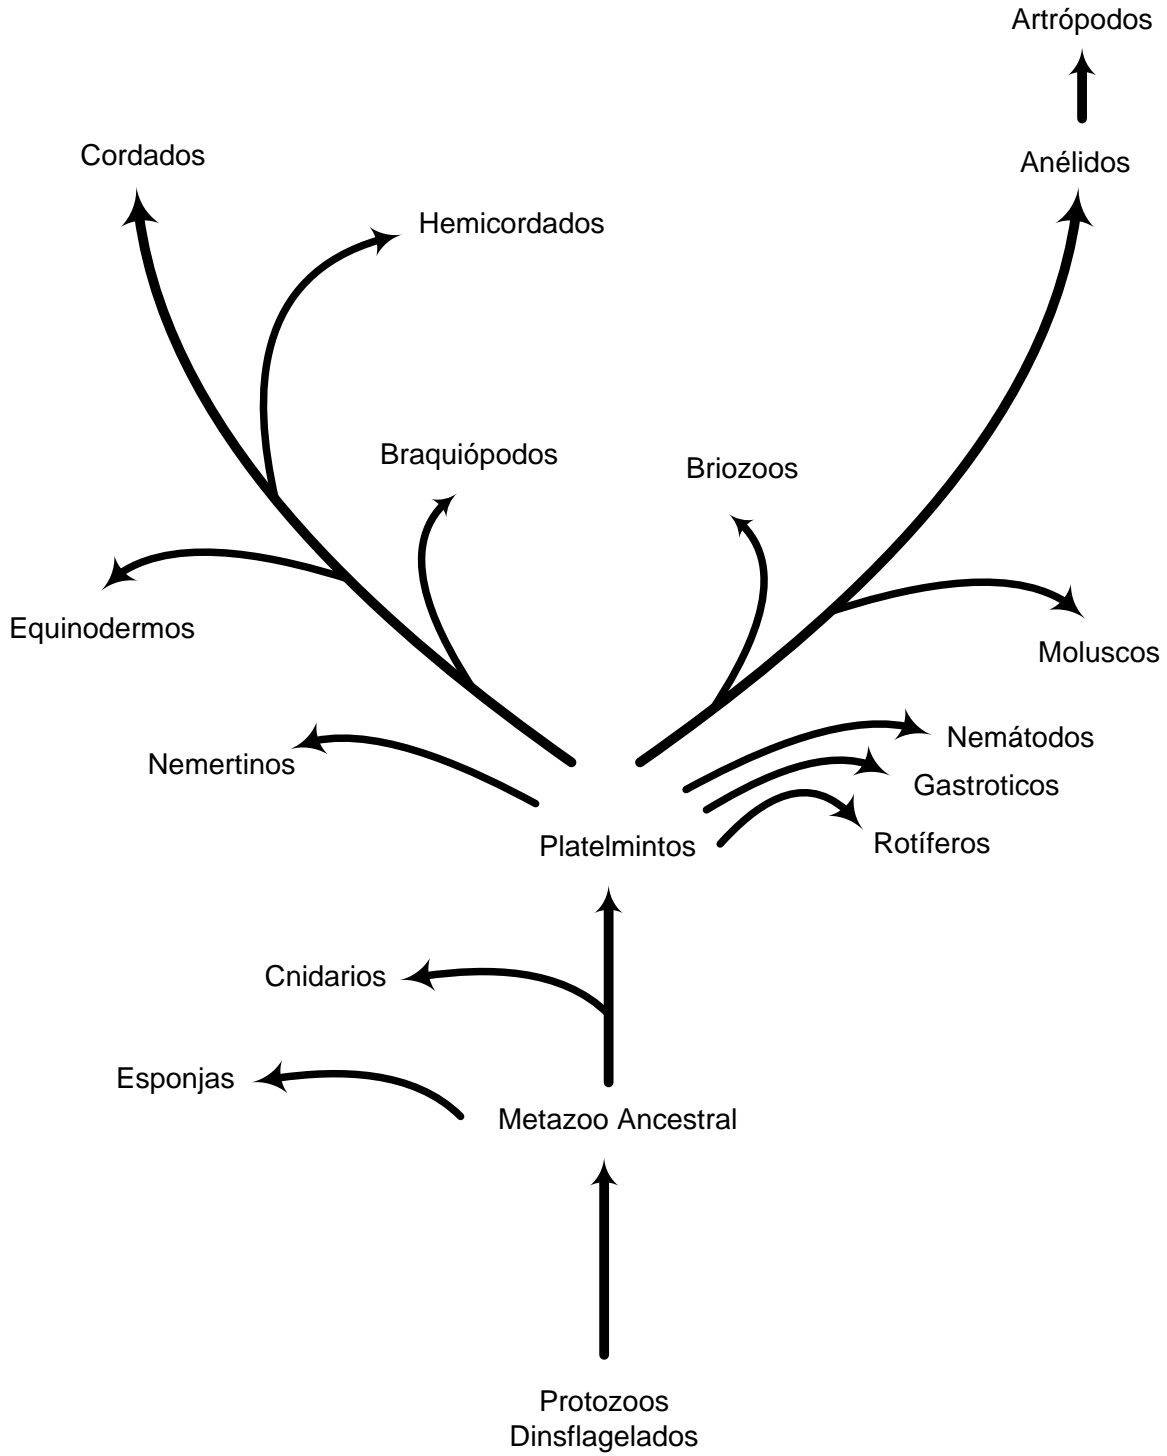 Artrópodos
Cordados
Anélidos
Hemicordados
Braquiópodos
Briozoos
Equinodermos
Moluscos
Nemertinos
Nemátodos
Gastroticos
Platelmintos
Rotíferos
Cnidarios
Esponjas
Metazoo Ancestral
Protozoos
Dinsflagelados